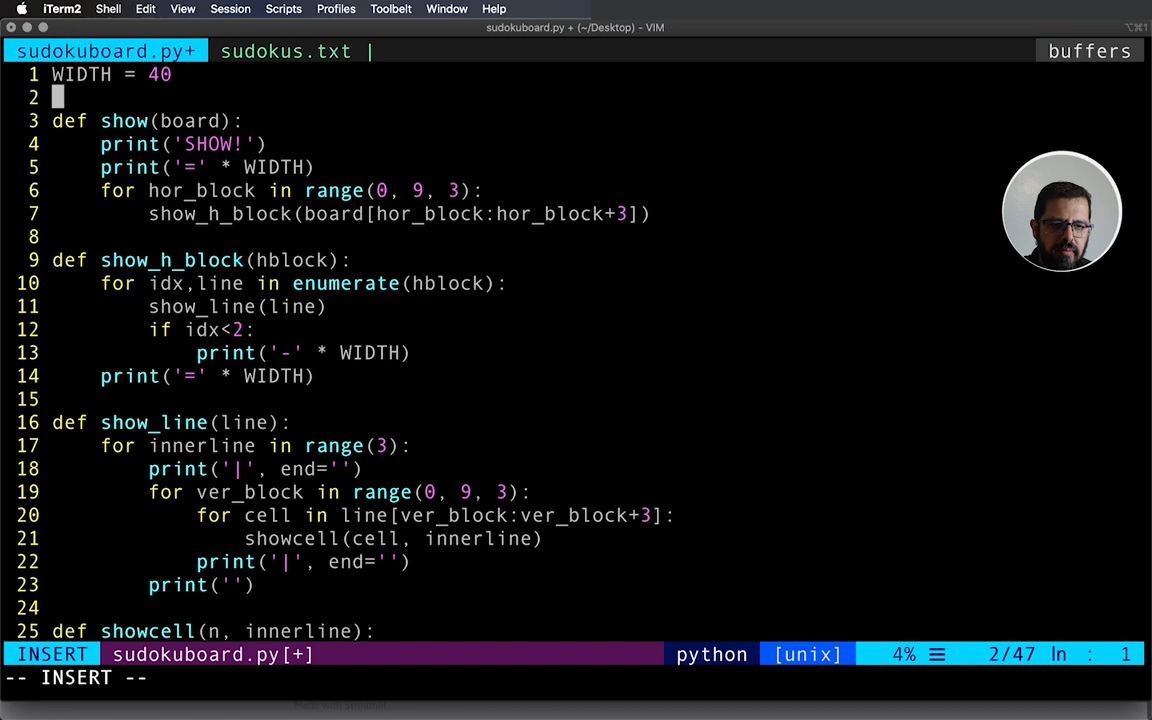 iTerm2 Shell Edit View Session Scripts Profiles Toolbelt Window Help
sudokuboard.py + (~/Desktop) - VIM ⌥⌘1
sudokuboard.py+ sudokus.txt | buffers
1 WIDTH = 40
2
3 def show(board):
4     print('SHOW!')
5     print('=' * WIDTH)
6     for hor_block in range(0, 9, 3):
7         show_h_block(board[hor_block:hor_block+3])
8
9 def show_h_block(hblock):
10     for idx,line in enumerate(hblock):
11         show_line(line)
12         if idx<2:
13             print('-' * WIDTH)
14     print('=' * WIDTH)
15
16 def show_line(line):
17     for innerline in range(3):
18         print('|', end='')
19         for ver_block in range(0, 9, 3):
20             for cell in line[ver_block:ver_block+3]:
21                 showcell(cell, innerline)
22             print('|', end='')
23         print('')
24
25 def showcell(n, innerline):
INSERT sudokuboard.py[+] python [unix] 4% ☰ 2/47 ln : 1
-- INSERT --
Made with Streamlit